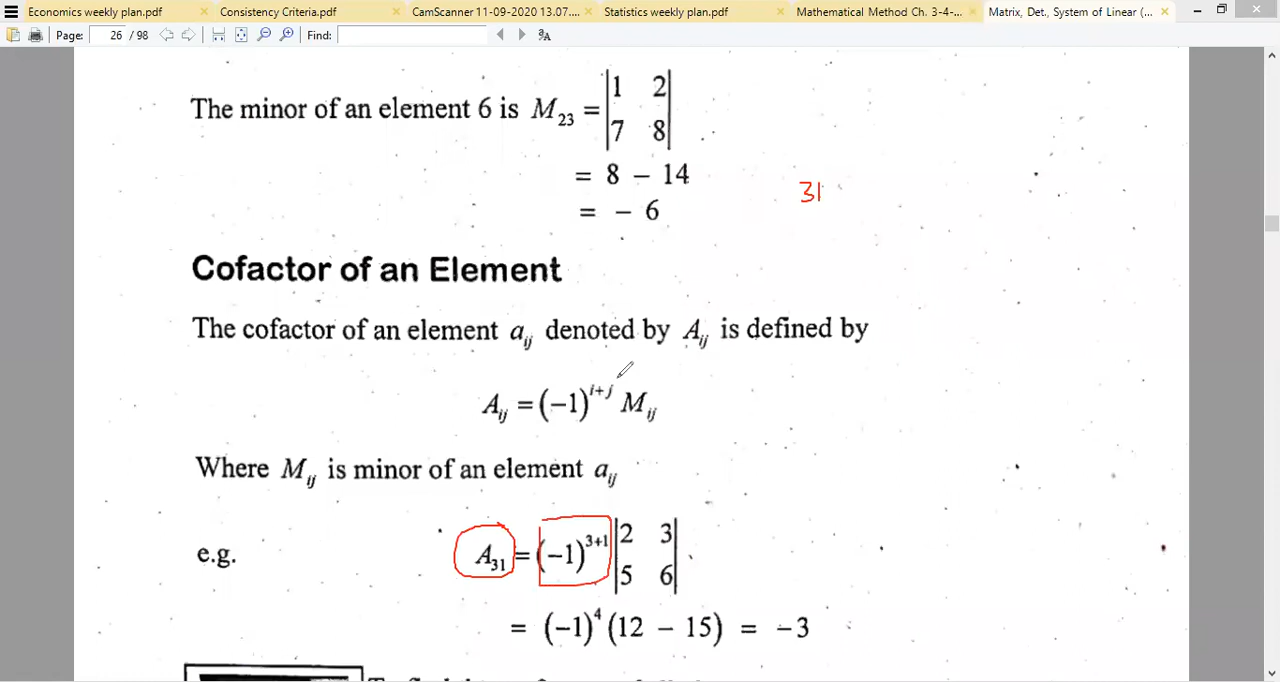 Economics weekly plan.pdf × Consistency Criteria.pdf × CamScanner 11-09-2020 13.07.... × Statistics weekly plan.pdf × Mathematical Method Ch. 3-4-... × Matrix, Det., System of Linear (... ×
Page: 26 / 98 Find:
The minor of an element 6 is M₂₃ = |1 2|
|7 8|
= 8 − 14
31
= − 6
Cofactor of an Element
The cofactor of an element aᵢⱼ denoted by Aᵢⱼ is defined by
Aᵢⱼ = (−1)ⁱ⁺ʲ Mᵢⱼ
Where Mᵢⱼ is minor of an element aᵢⱼ
e.g. A₃₁ = (−1)³⁺¹ |2 3|
|5 6|
= (−1)⁴ (12 − 15) = −3